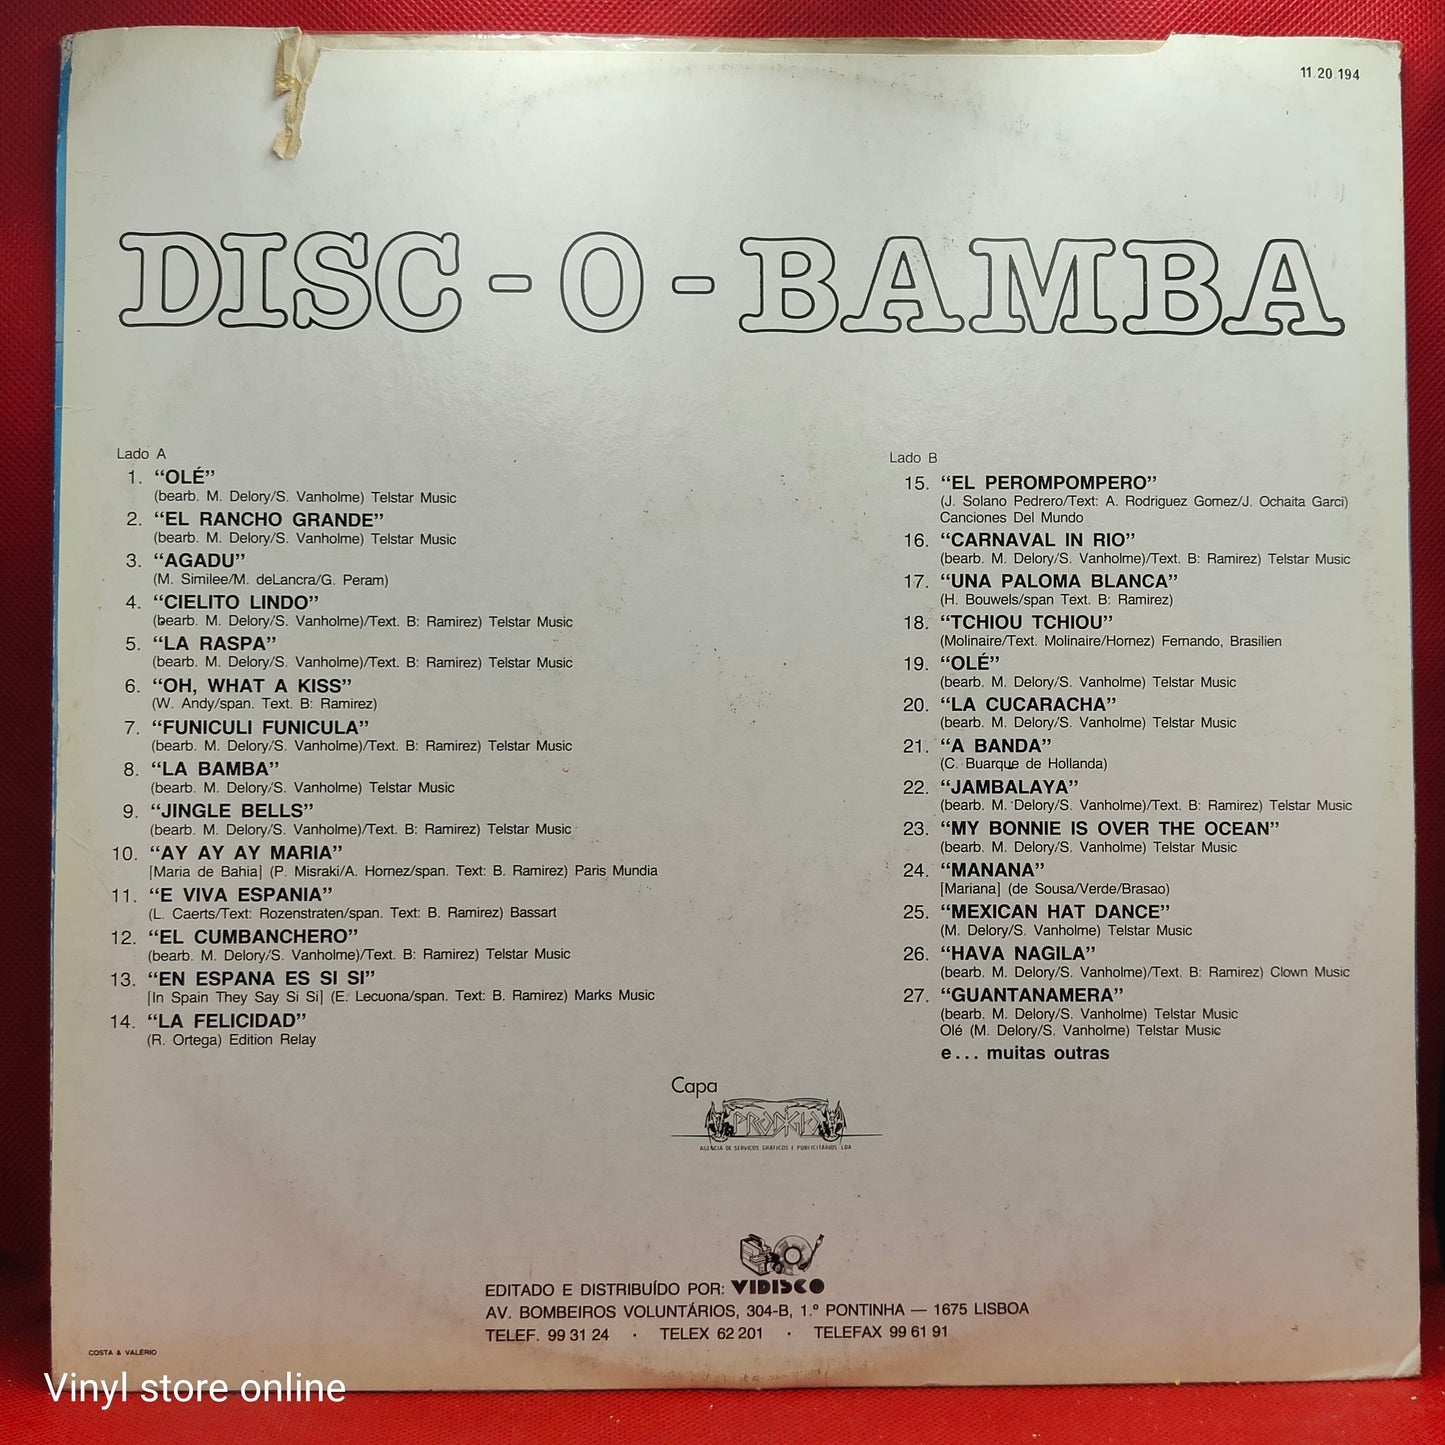 11.20.194
DISC-O-BAMBA
Lado A
1. “OLÉ”
(bearb. M. Delory/S. Vanholme) Telstar Music
2. “EL RANCHO GRANDE”
(bearb. M. Delory/S. Vanholme) Telstar Music
3. “AGADU”
(M. Similee/M. deLancra/G. Peram)
4. “CIELITO LINDO”
(bearb. M. Delory/S. Vanholme)/Text. B: Ramirez) Telstar Music
5. “LA RASPA”
(bearb. M. Delory/S. Vanholme)/Text. B: Ramirez) Telstar Music
6. “OH, WHAT A KISS”
(W. Andy/span. Text. B: Ramirez)
7. “FUNICULI FUNICULA”
(bearb. M. Delory/S. Vanholme)/Text. B: Ramirez) Telstar Music
8. “LA BAMBA”
(bearb. M. Delory/S. Vanholme) Telstar Music
9. “JINGLE BELLS”
(bearb. M. Delory/S. Vanholme)/Text. B: Ramirez) Telstar Music
10. “AY AY AY MARIA”
[Maria de Bahia] (P. Misraki/A. Hornez/span. Text: B. Ramirez) Paris Mundia
11. “E VIVA ESPANIA”
(L. Caerts/Text: Rozenstraten/span. Text: B. Ramirez) Bassart
12. “EL CUMBANCHERO”
(bearb. M. Delory/S. Vanholme)/Text. B: Ramirez) Telstar Music
13. “EN ESPANA ES SI SI”
[In Spain They Say Si Si] (E. Lecuona/span. Text: B. Ramirez) Marks Music
14. “LA FELICIDAD”
(R. Ortega) Edition Relay
Lado B
15. “EL PEROMPOMPERO”
(J. Solano Pedrero/Text: A. Rodriguez Gomez/J. Ochaita Garci)
Canciones Del Mundo
16. “CARNAVAL IN RIO”
(bearb. M. Delory/S. Vanholme)/Text. B: Ramirez) Telstar Music
17. “UNA PALOMA BLANCA”
(H. Bouwels/span Text. B: Ramirez)
18. “TCHIOU TCHIOU”
(Molinaire/Text. Molinaire/Hornez) Fernando, Brasilien
19. “OLÉ”
(bearb. M. Delory/S. Vanholme) Telstar Music
20. “LA CUCARACHA”
(bearb. M. Delory/S. Vanholme) Telstar Music
21. “A BANDA”
(C. Buarque de Hollanda)
22. “JAMBALAYA”
(bearb. M. Delory/S. Vanholme)/Text. B: Ramirez) Telstar Music
23. “MY BONNIE IS OVER THE OCEAN”
(bearb. M. Delory/S. Vanholme) Telstar Music
24. “MANANA”
[Mariana] (de Sousa/Verde/Brasao)
25. “MEXICAN HAT DANCE”
(M. Delory/S. Vanholme) Telstar Music
26. “HAVA NAGILA”
(bearb. M. Delory/S. Vanholme)/Text. B: Ramirez) Clown Music
27. “GUANTANAMERA”
(bearb. M. Delory/S. Vanholme) Telstar Music
Olé (M. Delory/S. Vanholme) Telstar Music
e... muitas outras
Capa
PRODIGIO
AGENCIA DE SERVICOS GRAFICOS E PUBLICITARIOS LDA
EDITADO E DISTRIBUÍDO POR: VIDISCO
AV. BOMBEIROS VOLUNTÁRIOS, 304-B, 1.º PONTINHA — 1675 LISBOA
TELEF. 99 31 24 · TELEX 62 201 · TELEFAX 99 61 91
COSTA & VALÉRIO
Vinyl store online